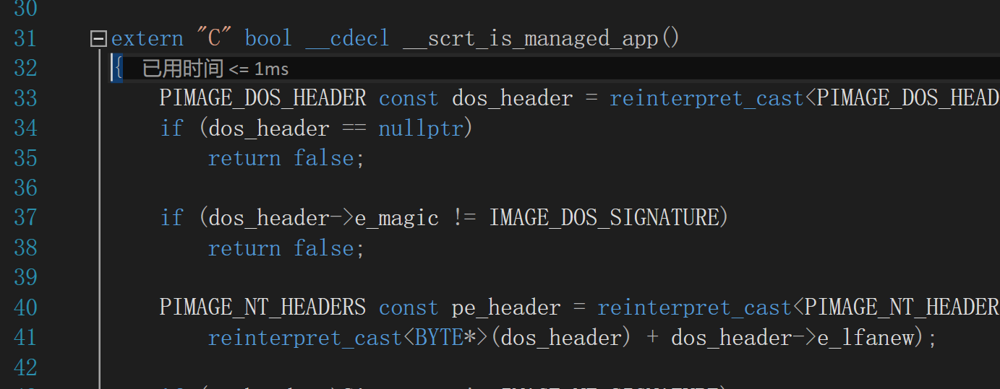 30
31 extern "C" bool __cdecl __scrt_is_managed_app()
32 { 已用时间 <= 1ms
33 PIMAGE_DOS_HEADER const dos_header = reinterpret_cast<PIMAGE_DOS_HEAD
34 if (dos_header == nullptr)
35 return false;
36
37 if (dos_header->e_magic != IMAGE_DOS_SIGNATURE)
38 return false;
39
40 PIMAGE_NT_HEADERS const pe_header = reinterpret_cast<PIMAGE_NT_HEADER
41 reinterpret_cast<BYTE*>(dos_header) + dos_header->e_lfanew);
42